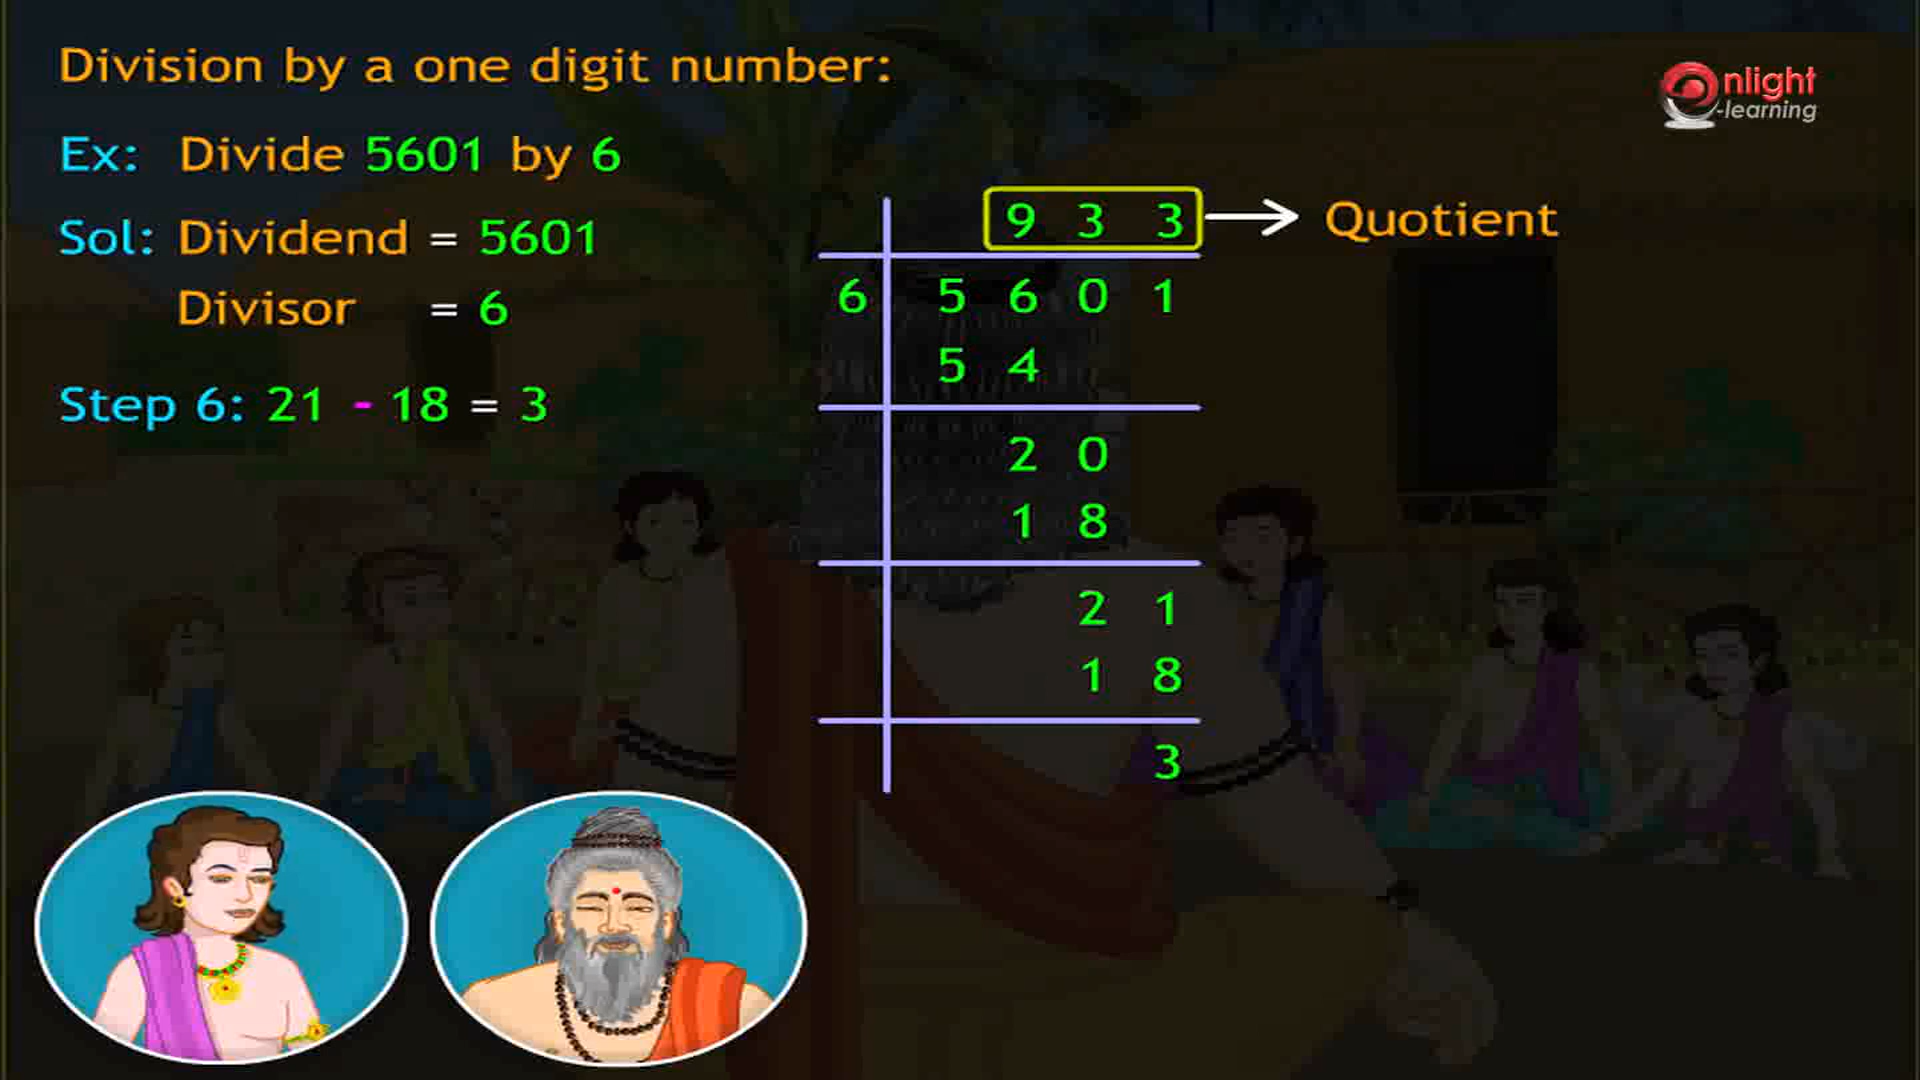 Division by a one digit number:
nlight
-learning
Ex: Divide 5601 by 6
Sol: Dividend = 5601
Divisor = 6
Step 6: 21 - 18 = 3
9 3 3 → Quotient
6 5 6 0 1
5 4
2 0
1 8
2 1
1 8
3